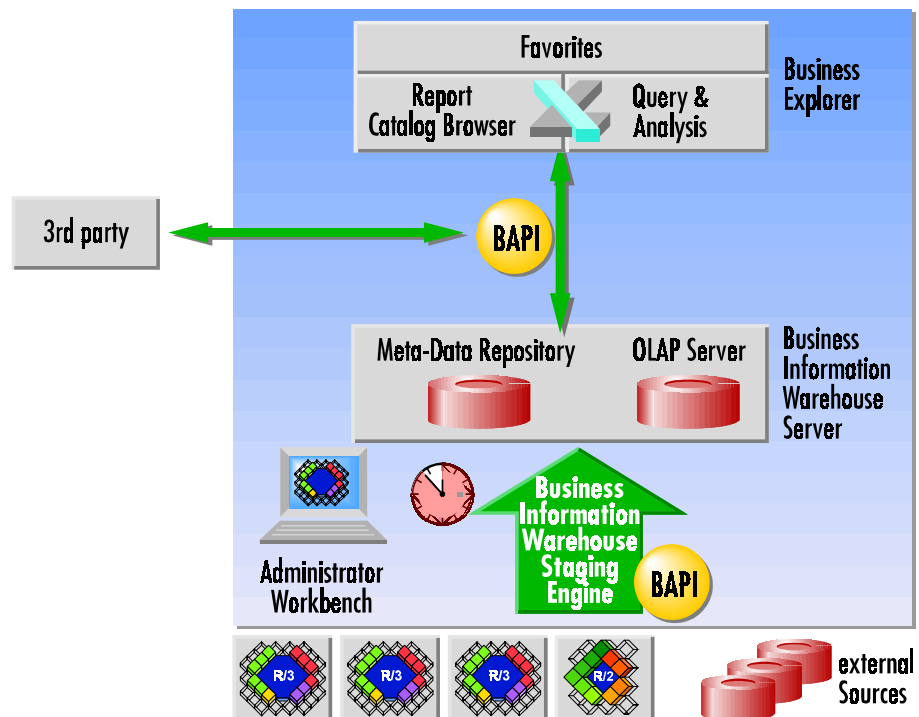 Favorites
Report
Catalog Browser
Query &
Analysis
Business
Explorer
3rd party
BAPI
Meta-Data Repository
OLAP Server
Business
Information
Warehouse
Server
Business
Information
Warehouse
Staging
Engine
BAPI
Administrator
Workbench
R/3
R/3
R/3
R/2
external
Sources